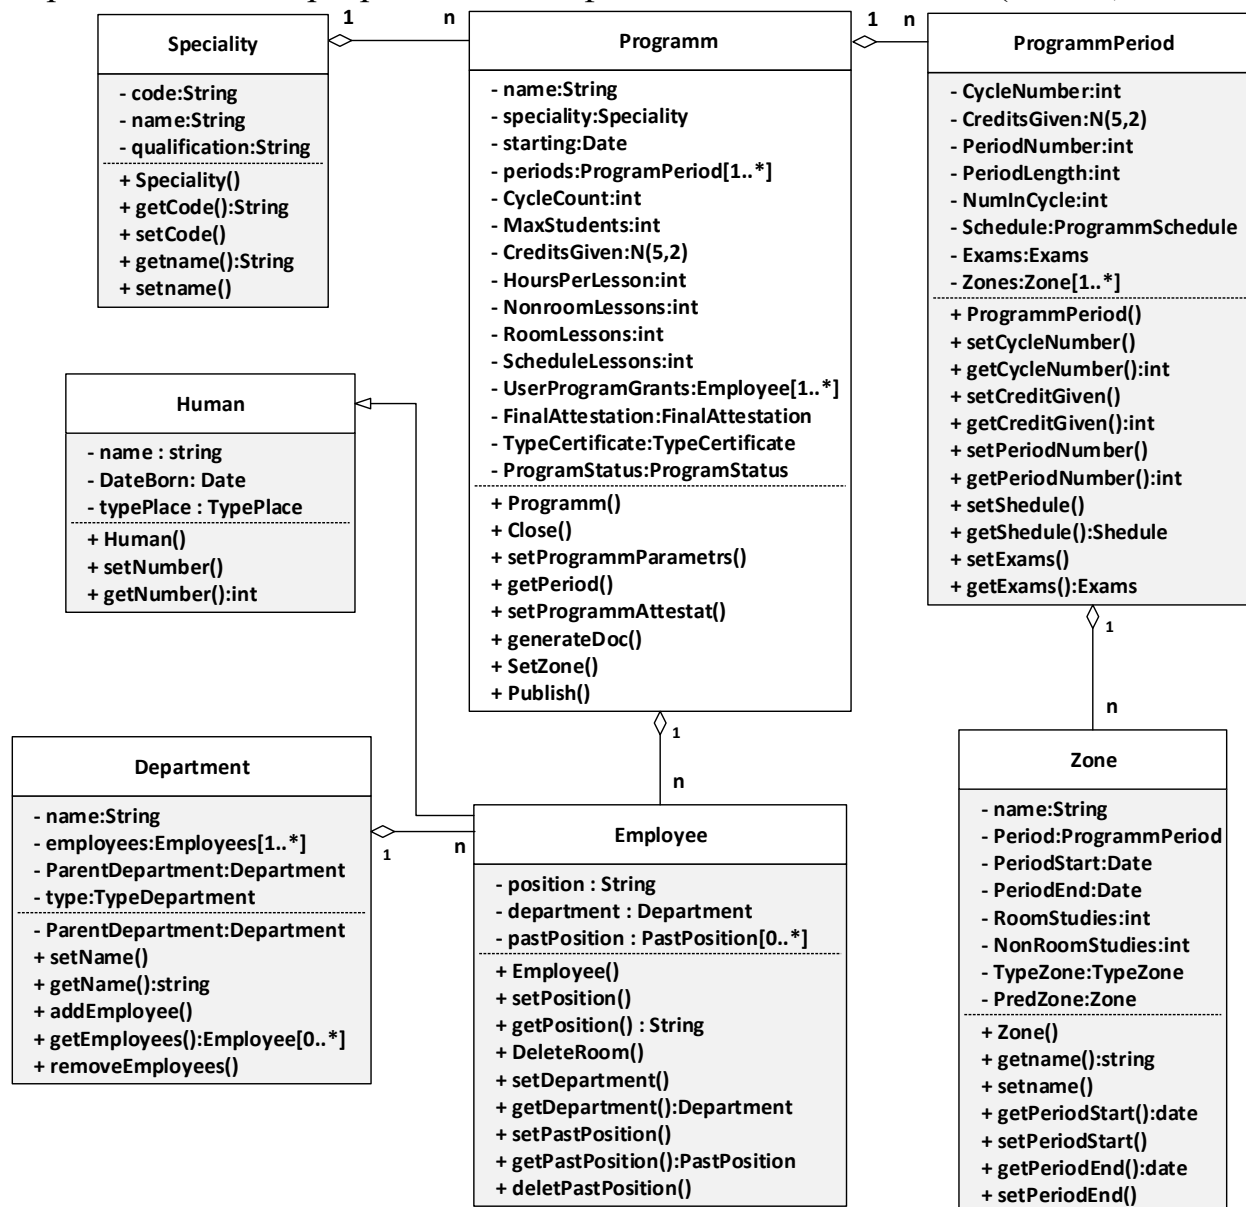 1
n
1
n
Speciality
- code:String
- name:String
- qualification:String
+ Speciality()
+ getCode():String
+ setCode()
+ getname():String
+ setname()
Programm
- name:String
- speciality:Speciality
- starting:Date
- periods:ProgramPeriod[1..*]
- CycleCount:int
- MaxStudents:int
- CreditsGiven:N(5,2)
- HoursPerLesson:int
- NonroomLessons:int
- RoomLessons:int
- ScheduleLessons:int
- UserProgramGrants:Employee[1..*]
- FinalAttestation:FinalAttestation
- TypeCertificate:TypeCertificate
- ProgramStatus:ProgramStatus
+ Programm()
+ Close()
+ setProgrammParametrs()
+ getPeriod()
+ setProgrammAttestat()
+ generateDoc()
+ SetZone()
+ Publish()
ProgrammPeriod
- CycleNumber:int
- CreditsGiven:N(5,2)
- PeriodNumber:int
- PeriodLength:int
- NumInCycle:int
- Schedule:ProgrammSchedule
- Exams:Exams
- Zones:Zone[1..*]
+ ProgrammPeriod()
+ setCycleNumber()
+ getCycleNumber():int
+ setCreditGiven()
+ getCreditGiven():int
+ setPeriodNumber()
+ getPeriodNumber():int
+ setShedule()
+ getShedule():Shedule
+ setExams()
+ getExams():Exams
Human
- name : string
- DateBorn: Date
- typePlace : TypePlace
+ Human()
+ setNumber()
+ getNumber():int
1
n
1
n
Department
- name:String
- employees:Employees[1..*]
- ParentDepartment:Department
- type:TypeDepartment
- ParentDepartment:Department
+ setName()
+ getName():string
+ addEmployee()
+ getEmployees():Employee[0..*]
+ removeEmployees()
1
n
Employee
- position : String
- department : Department
- pastPosition : PastPosition[0..*]
+ Employee()
+ setPosition()
+ getPosition() : String
+ DeleteRoom()
+ setDepartment()
+ getDepartment():Department
+ setPastPosition()
+ getPastPosition():PastPosition
+ deletPastPosition()
Zone
- name:String
- Period:ProgrammPeriod
- PeriodStart:Date
- PeriodEnd:Date
- RoomStudies:int
- NonRoomStudies:int
- TypeZone:TypeZone
- PredZone:Zone
+ Zone()
+ getname():string
+ setname()
+ getPeriodStart():date
+ setPeriodStart()
+ getPeriodEnd():date
+ setPeriodEnd()